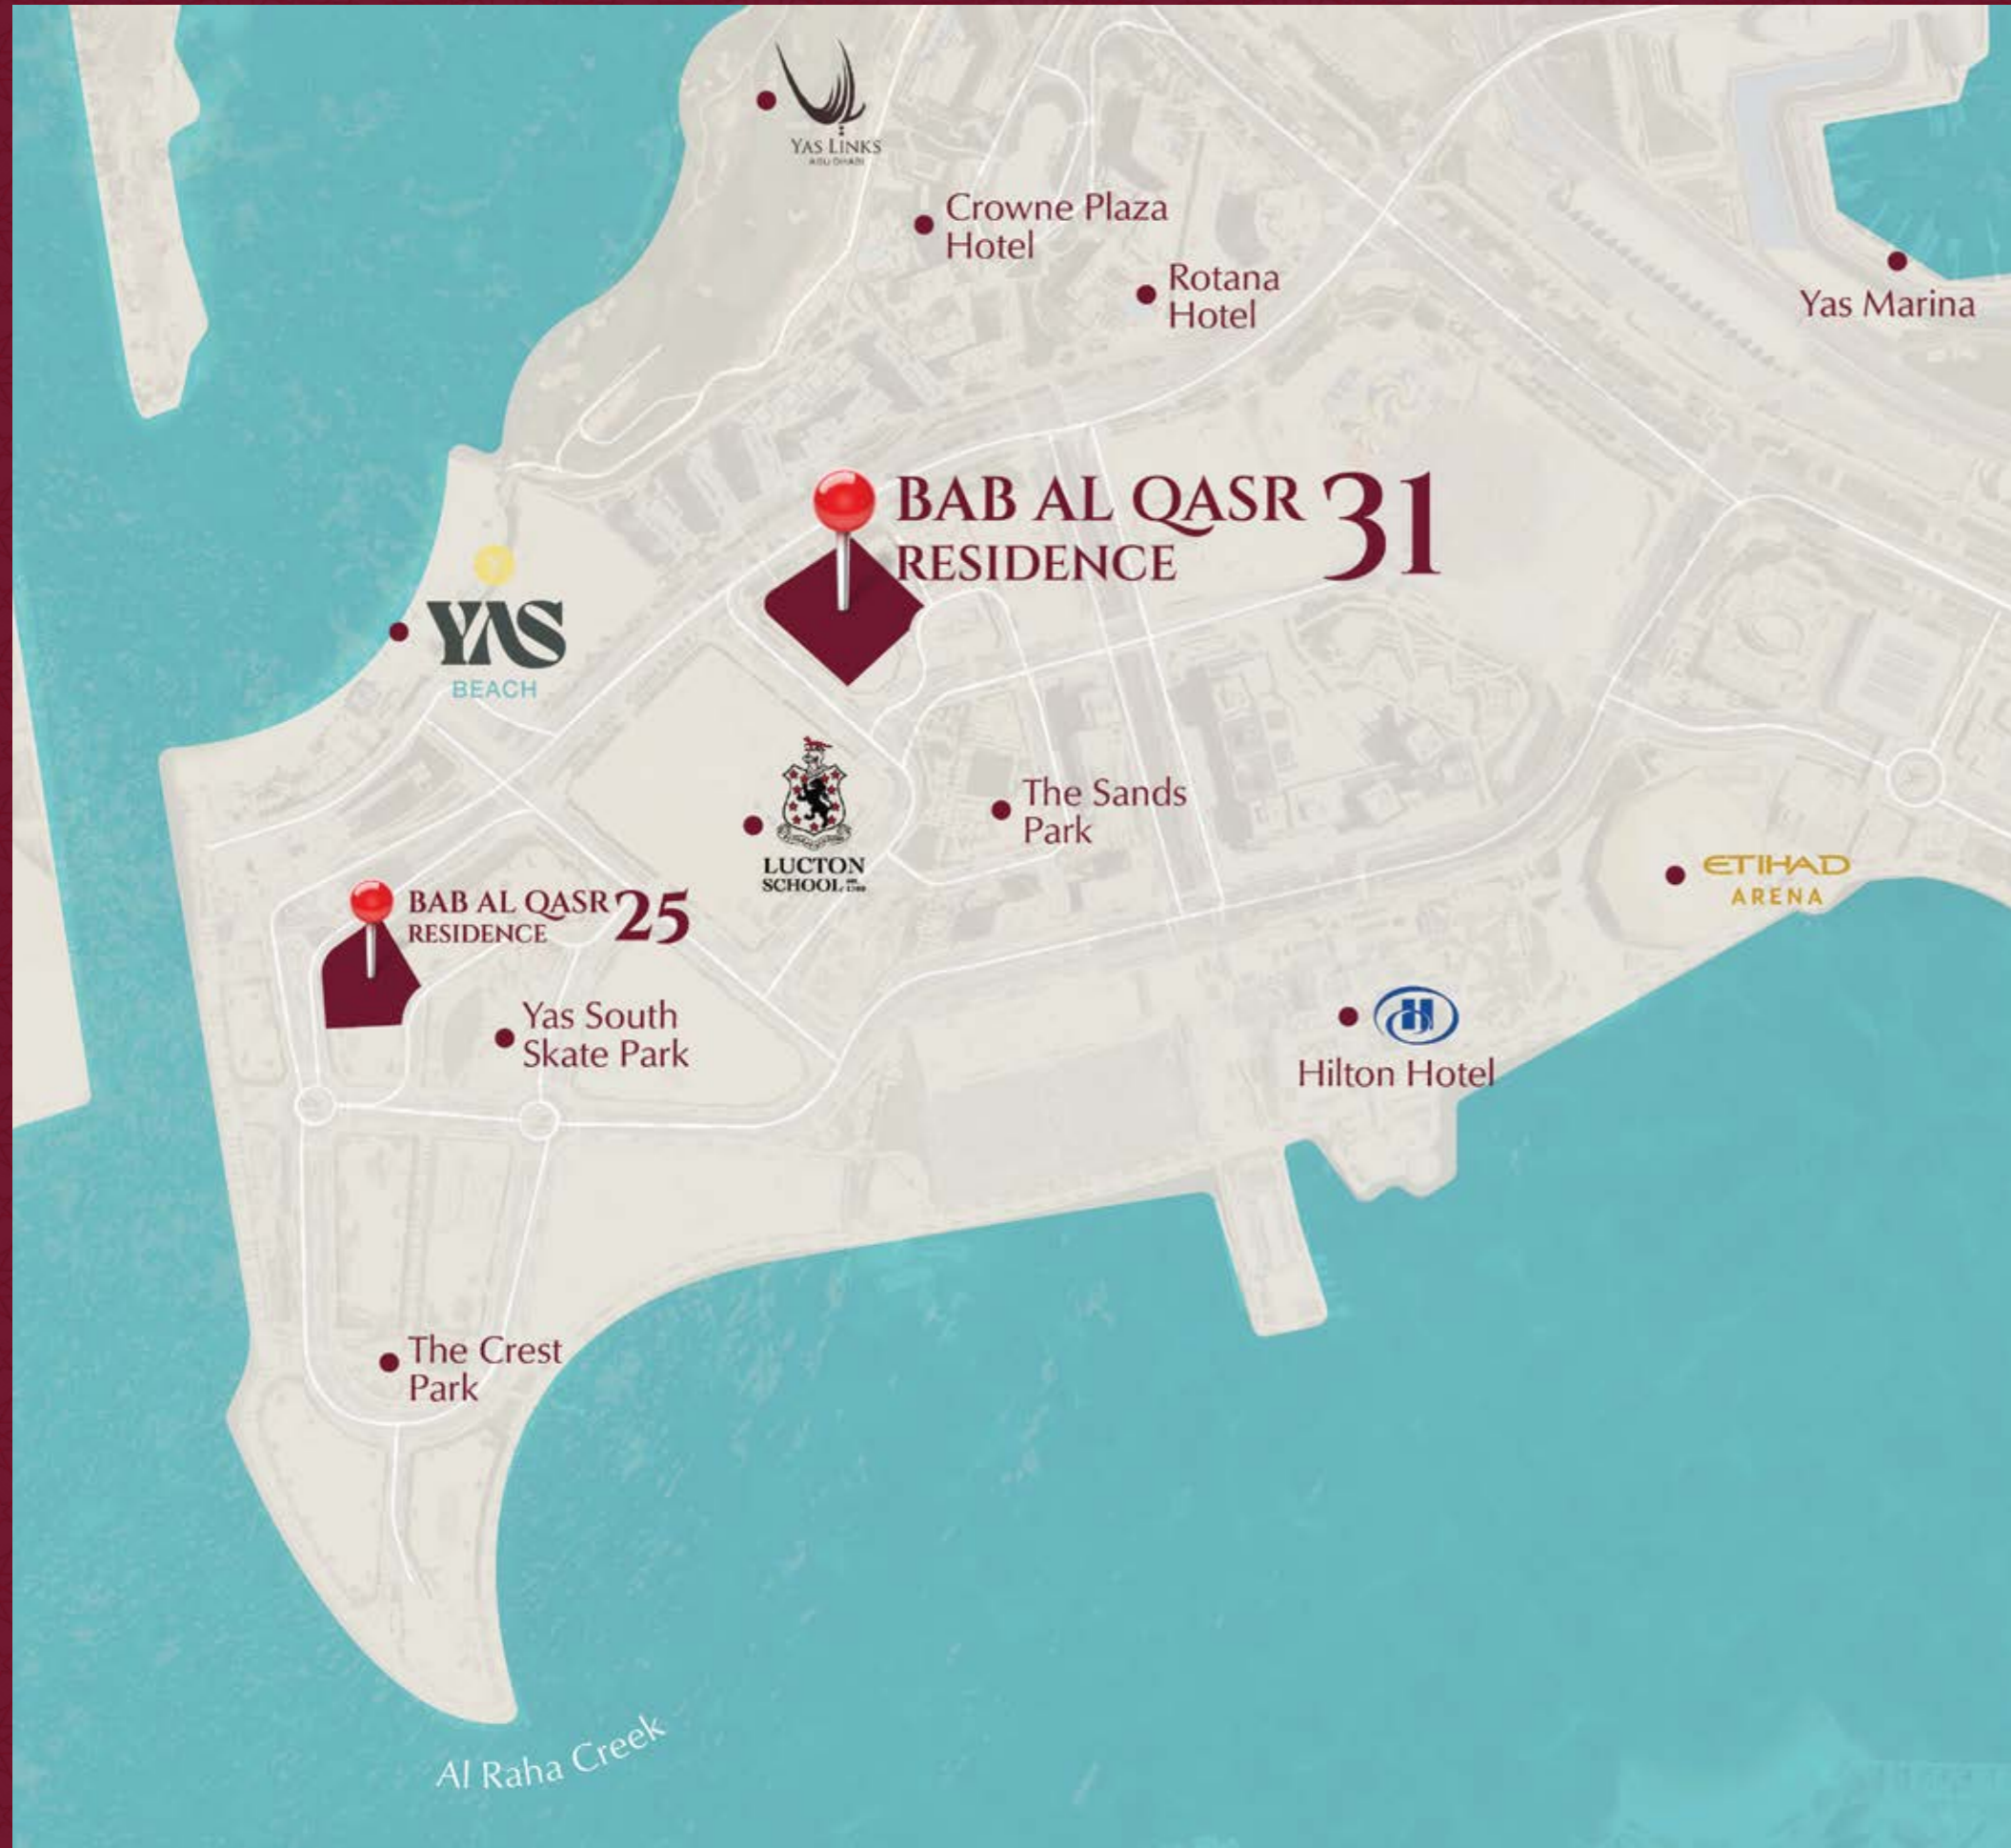 YAS LINKS
ABU DHABI
Crowne Plaza
Hotel
Rotana
Hotel
Yas Marina
BAB AL QASR 31
RESIDENCE
YAS
BEACH
The Sands
Park
LUCTON
SCHOOL
ETIHAD
ARENA
BAB AL QASR 25
RESIDENCE
Yas South
Skate Park
Hilton Hotel
The Crest
Park
Al Raha Creek